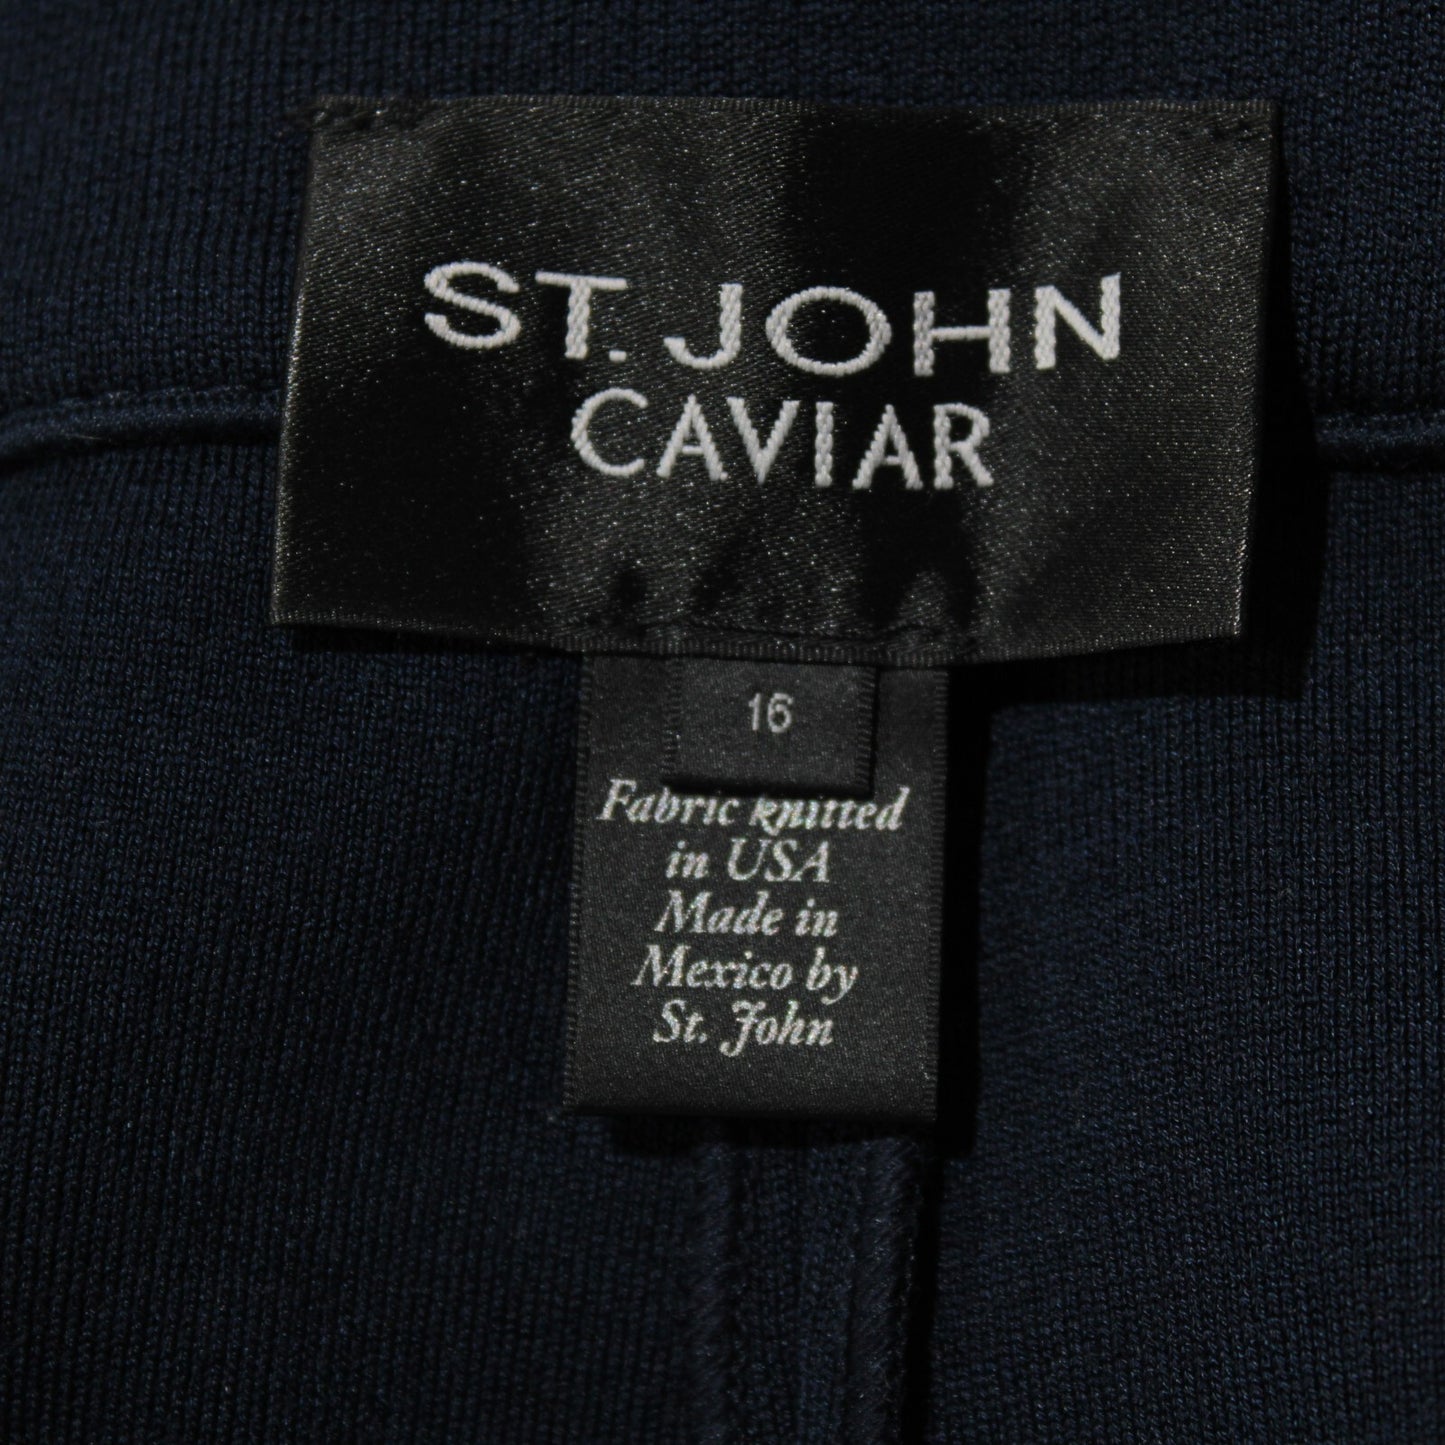 ST. JOHN
CAVIAR
16
Fabric knitted
in USA
Made in
Mexico by
St. John